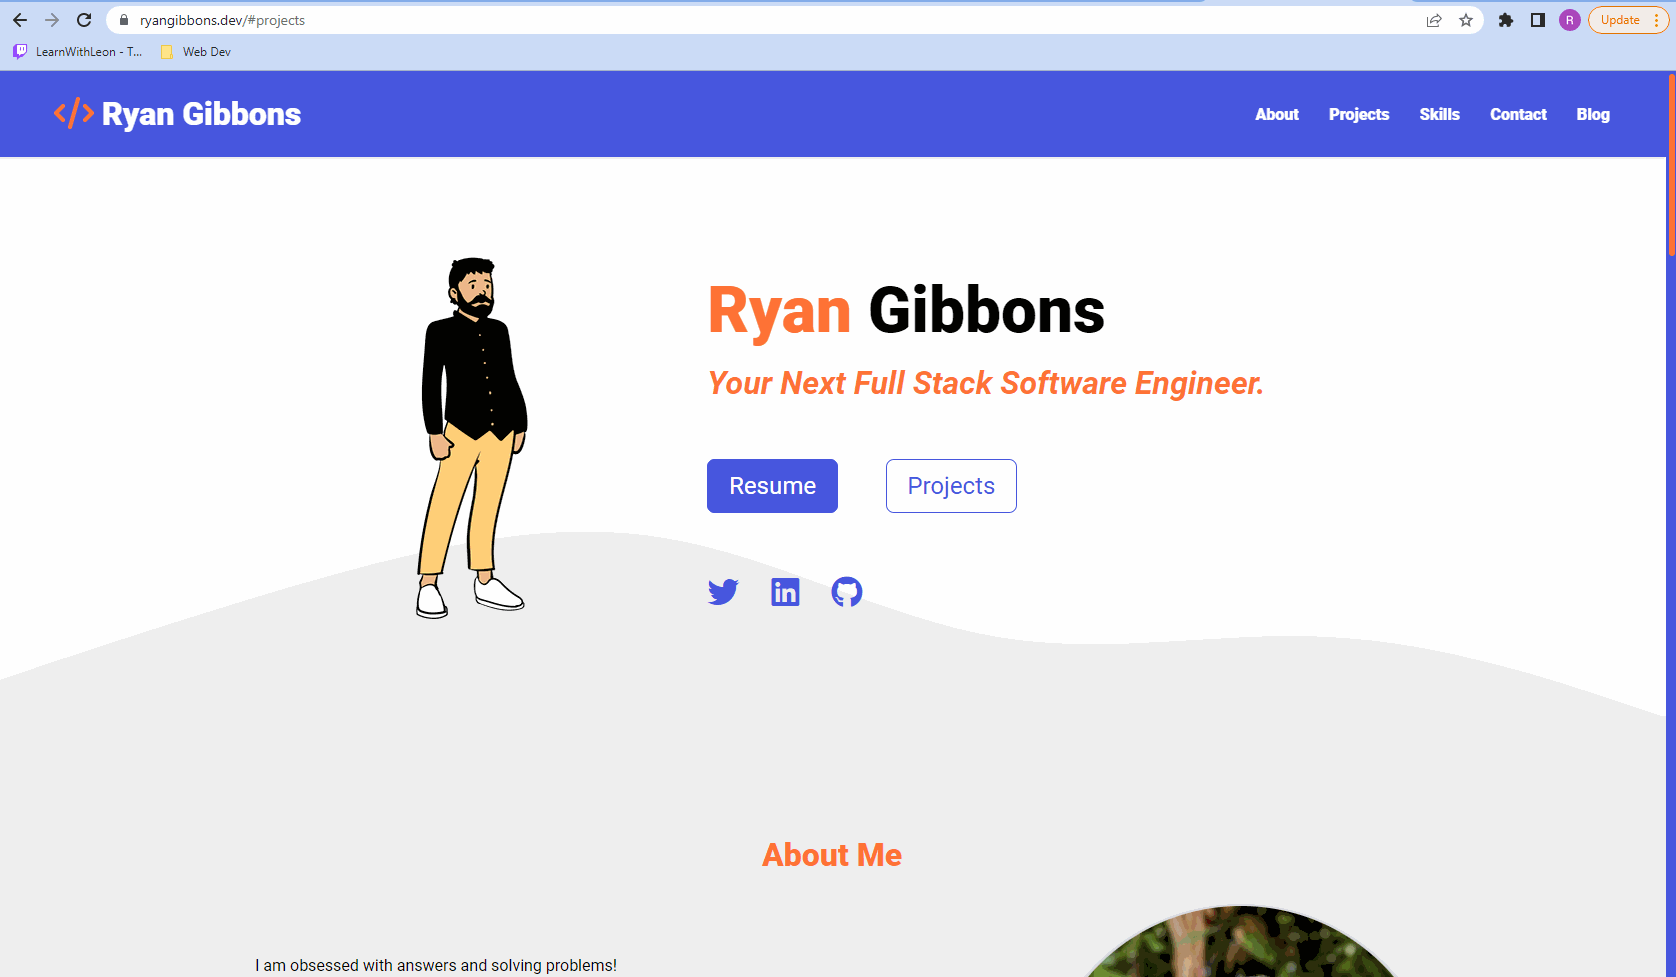 ryangibbons.dev/#projects
R
Update
LearnWithLeon - T...
Web Dev
</> Ryan Gibbons
About Projects Skills Contact Blog
Ryan Gibbons
Your Next Full Stack Software Engineer.
Resume
Projects
in
About Me
I am obsessed with answers and solving problems!